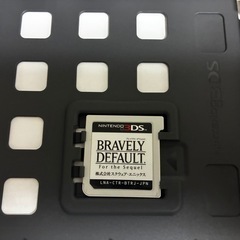 NINTENDO 3DS
BRAVELY
DEFAULT
For the Sequel
株式会社スクウェア・エニックス
LNA-CTR-BTRJ-JPN